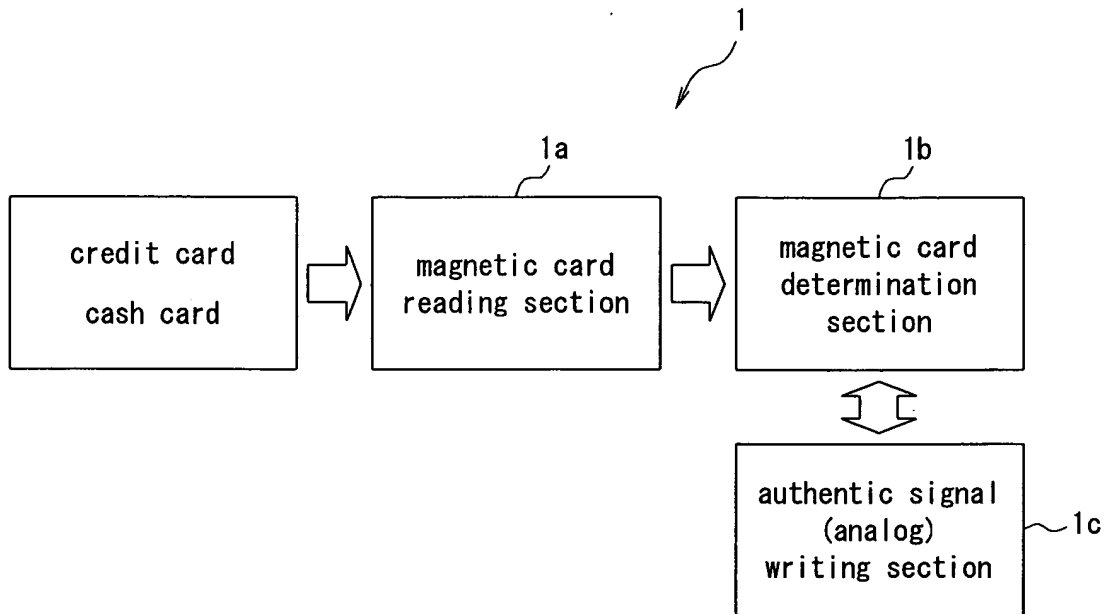 1
1a
1b
credit card
cash card
magnetic card
reading section
magnetic card
determination
section
authentic signal
(analog)
writing section
1c